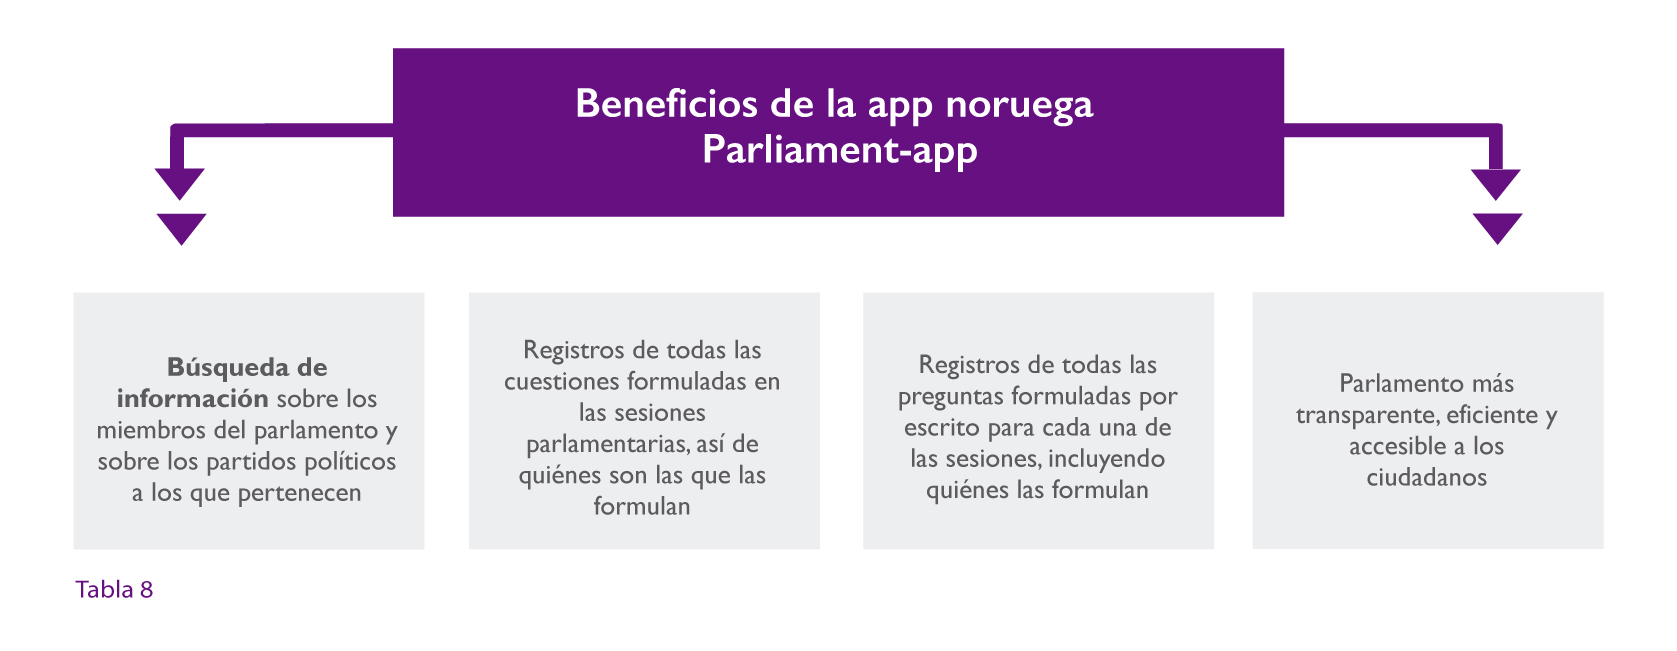 Beneficios de la app noruega
Parliament-app
Búsqueda de
información sobre los
miembros del parlamento y
sobre los partidos políticos
a los que pertenecen
Registros de todas las
cuestiones formuladas en
las sesiones
parlamentarias, así de
quiénes son las que las
formulan
Registros de todas las
preguntas formuladas por
escrito para cada una de
las sesiones, incluyendo
quiénes las formulan
Parlamento más
transparente, eficiente y
accesible a los
ciudadanos
Tabla 8